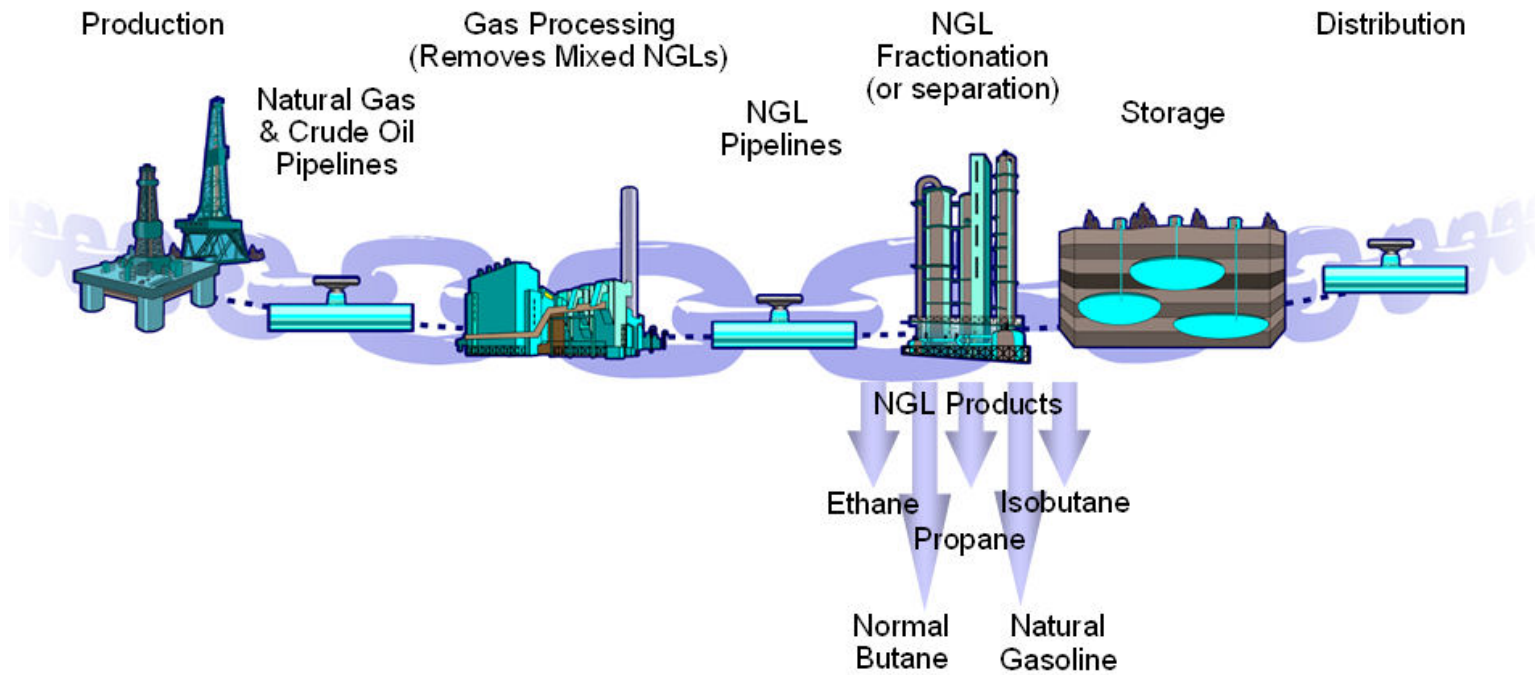 Production
Natural Gas
& Crude Oil
Pipelines
Gas Processing
(Removes Mixed NGLs)
NGL
Pipelines
NGL
Fractionation
(or separation)
Storage
Distribution
NGL Products
Ethane
Isobutane
Propane
Normal
Butane
Natural
Gasoline